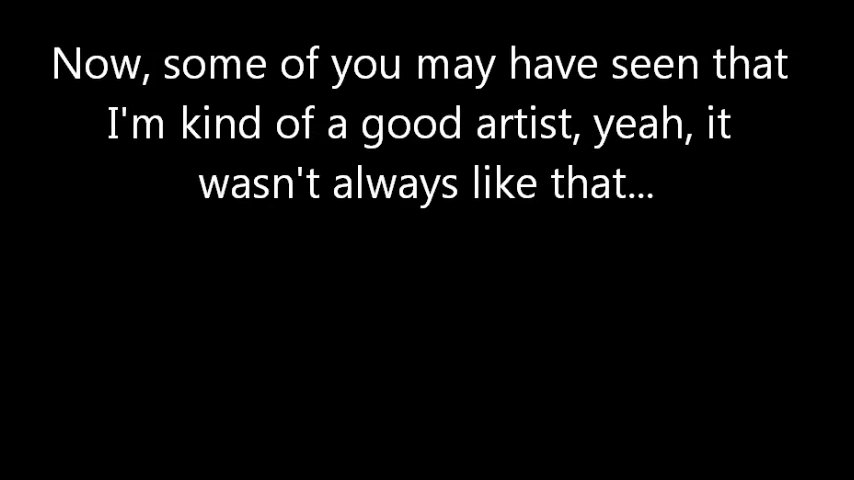 Now, some of you may have seen that
I'm kind of a good artist, yeah, it
wasn't always like that...